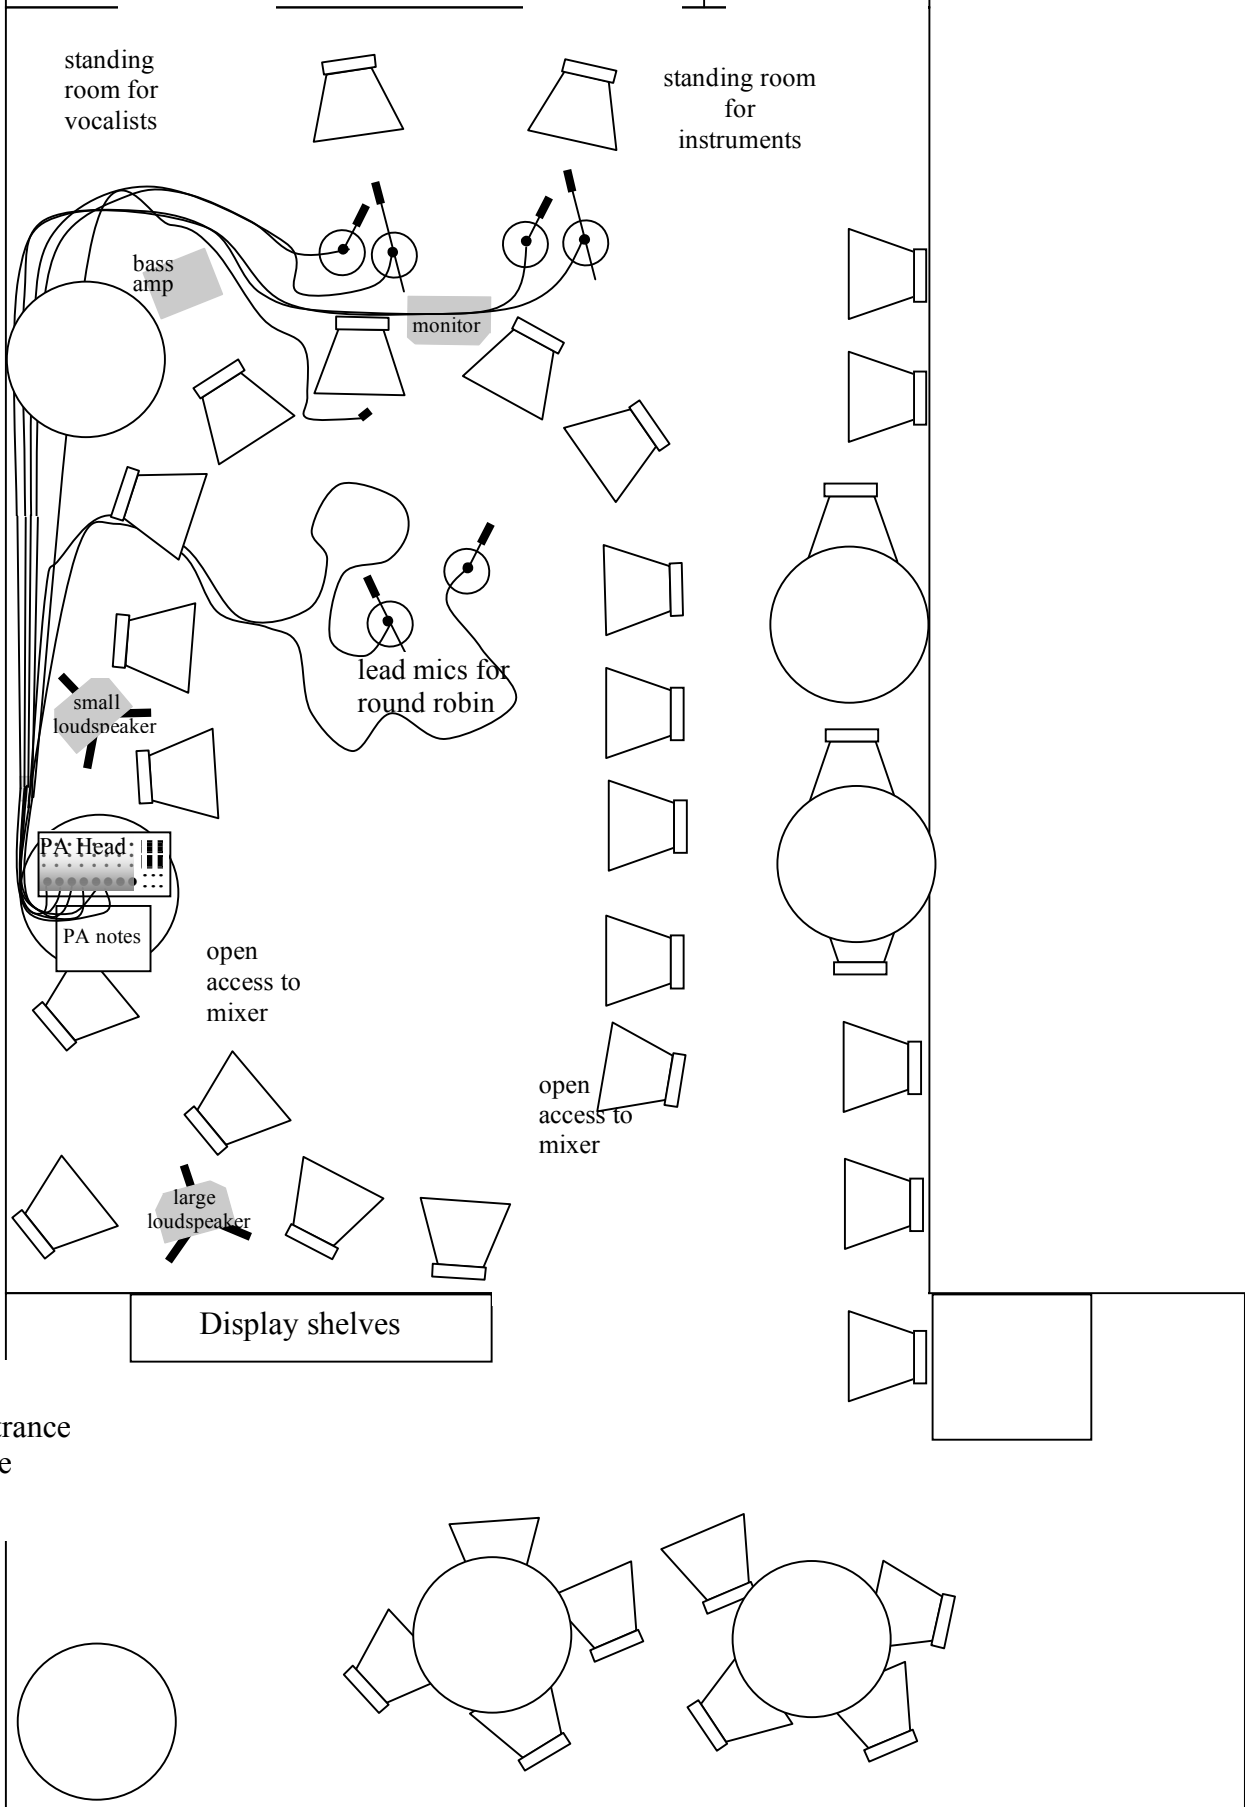 standing
room for
vocalists
standing room
for
instruments
bass
amp
monitor
lead mics for
round robin
small
loudspeaker
PA Head
PA notes
open
access to
mixer
open
access to
mixer
large
loudspeaker
Display shelves
trance
e